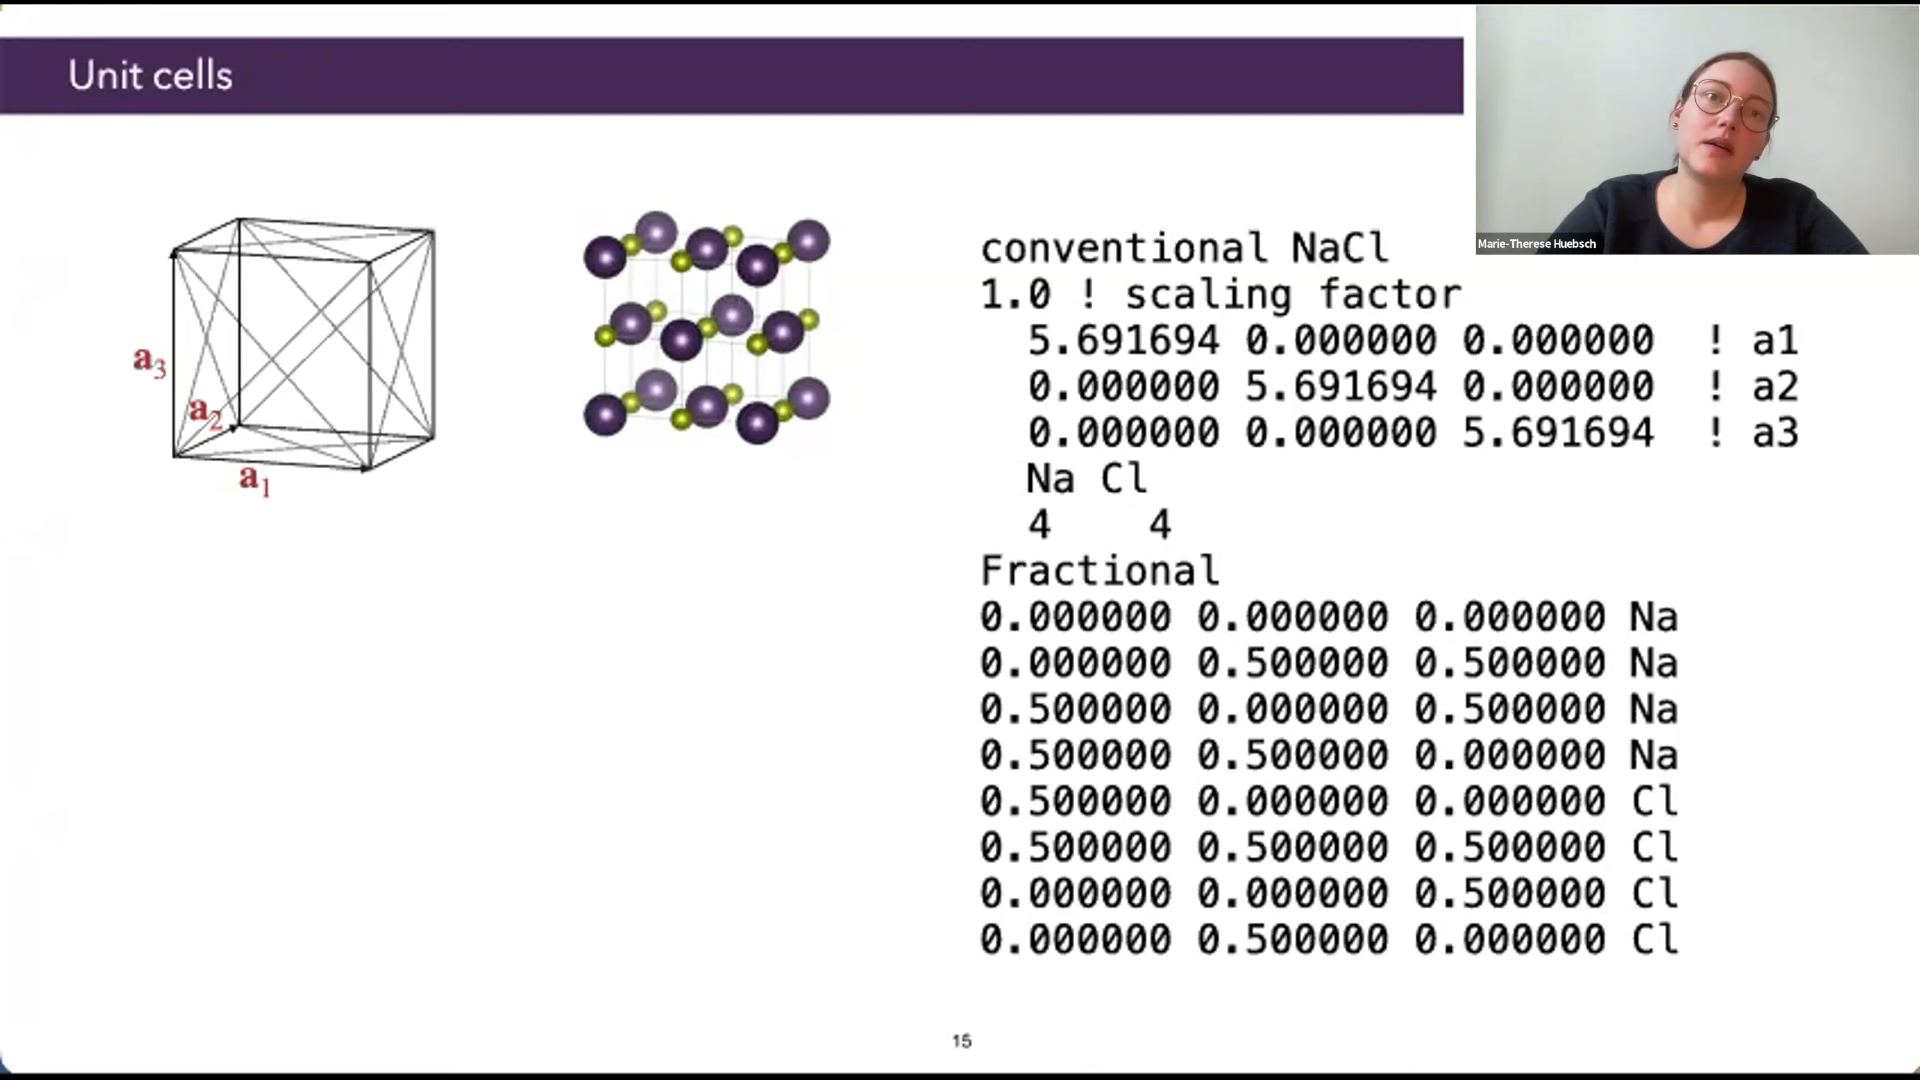 Unit cells
Marie-Therese Huebsch
a3
a2
a1
conventional NaCl
1.0 ! scaling factor
5.691694 0.000000 0.000000 ! a1
0.000000 5.691694 0.000000 ! a2
0.000000 0.000000 5.691694 ! a3
Na Cl
4 4
Fractional
0.000000 0.000000 0.000000 Na
0.000000 0.500000 0.500000 Na
0.500000 0.000000 0.500000 Na
0.500000 0.500000 0.000000 Na
0.500000 0.000000 0.000000 Cl
0.500000 0.500000 0.500000 Cl
0.000000 0.000000 0.500000 Cl
0.000000 0.500000 0.000000 Cl
15